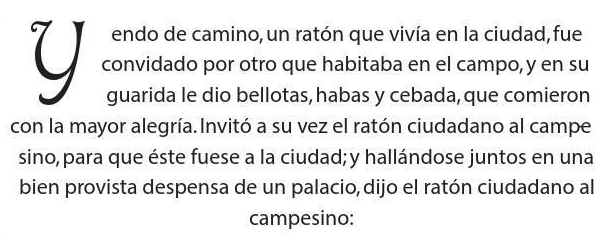 Yendo de camino, un ratón que vivía en la ciudad, fue
convidado por otro que habitaba en el campo, y en su
guarida le dio bellotas, habas y cebada, que comieron
con la mayor alegría. Invitó a su vez el ratón ciudadano al campe
sino, para que éste fuese a la ciudad; y hallándose juntos en una
bien provista despensa de un palacio, dijo el ratón ciudadano al
campesino: